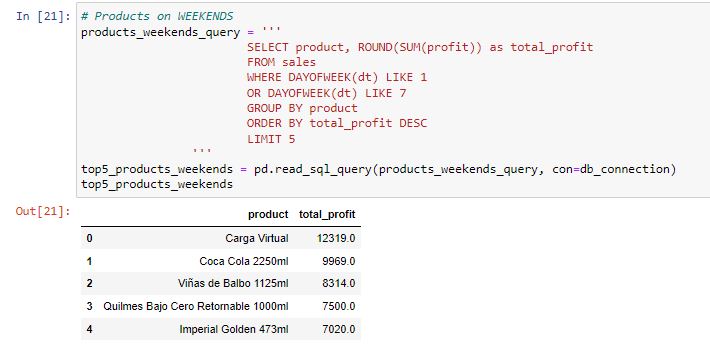 In [21]: # Products on WEEKENDS
products_weekends_query = '''
SELECT product, ROUND(SUM(profit)) as total_profit
FROM sales
WHERE DAYOFWEEK(dt) LIKE 1
OR DAYOFWEEK(dt) LIKE 7
GROUP BY product
ORDER BY total_profit DESC
LIMIT 5
'''
top5_products_weekends = pd.read_sql_query(products_weekends_query, con=db_connection)
top5_products_weekends
Out[21]:
product total_profit
0 Carga Virtual 12319.0
1 Coca Cola 2250ml 9969.0
2 Viñas de Balbo 1125ml 8314.0
3 Quilmes Bajo Cero Retornable 1000ml 7500.0
4 Imperial Golden 473ml 7020.0